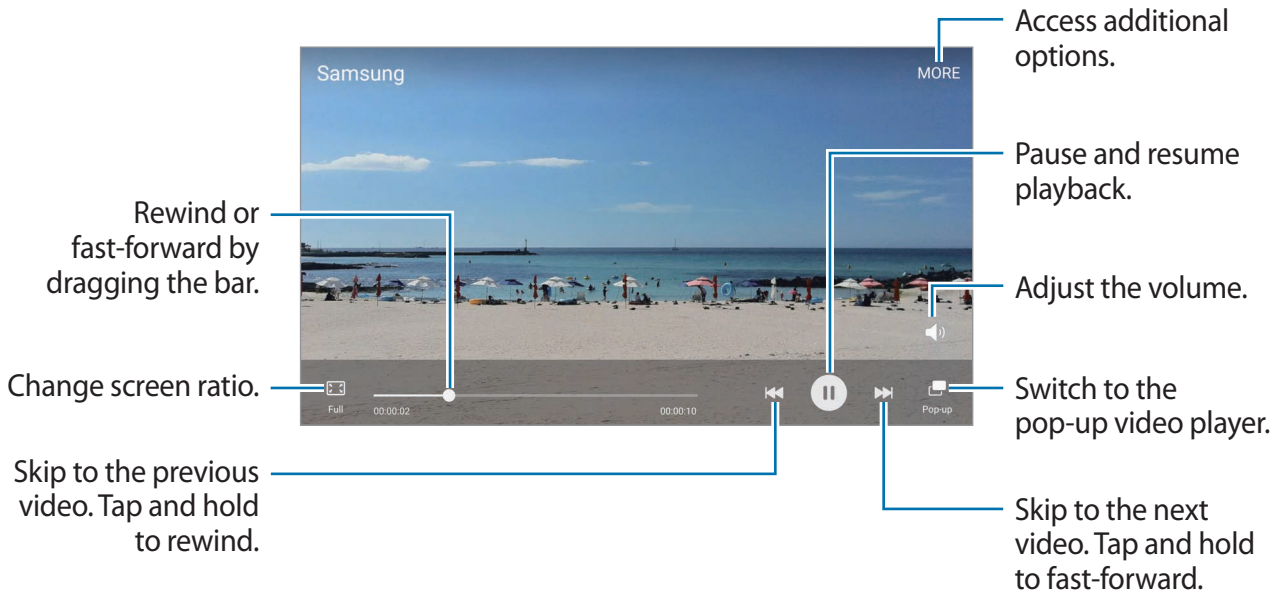 Access additional
options.
Samsung
MORE
Pause and resume
playback.
Rewind or
fast-forward by
dragging the bar.
Adjust the volume.
Change screen ratio.
Full
00:00:02
00:00:10
Pop-up
Switch to the
pop-up video player.
Skip to the previous
video. Tap and hold
to rewind.
Skip to the next
video. Tap and hold
to fast-forward.